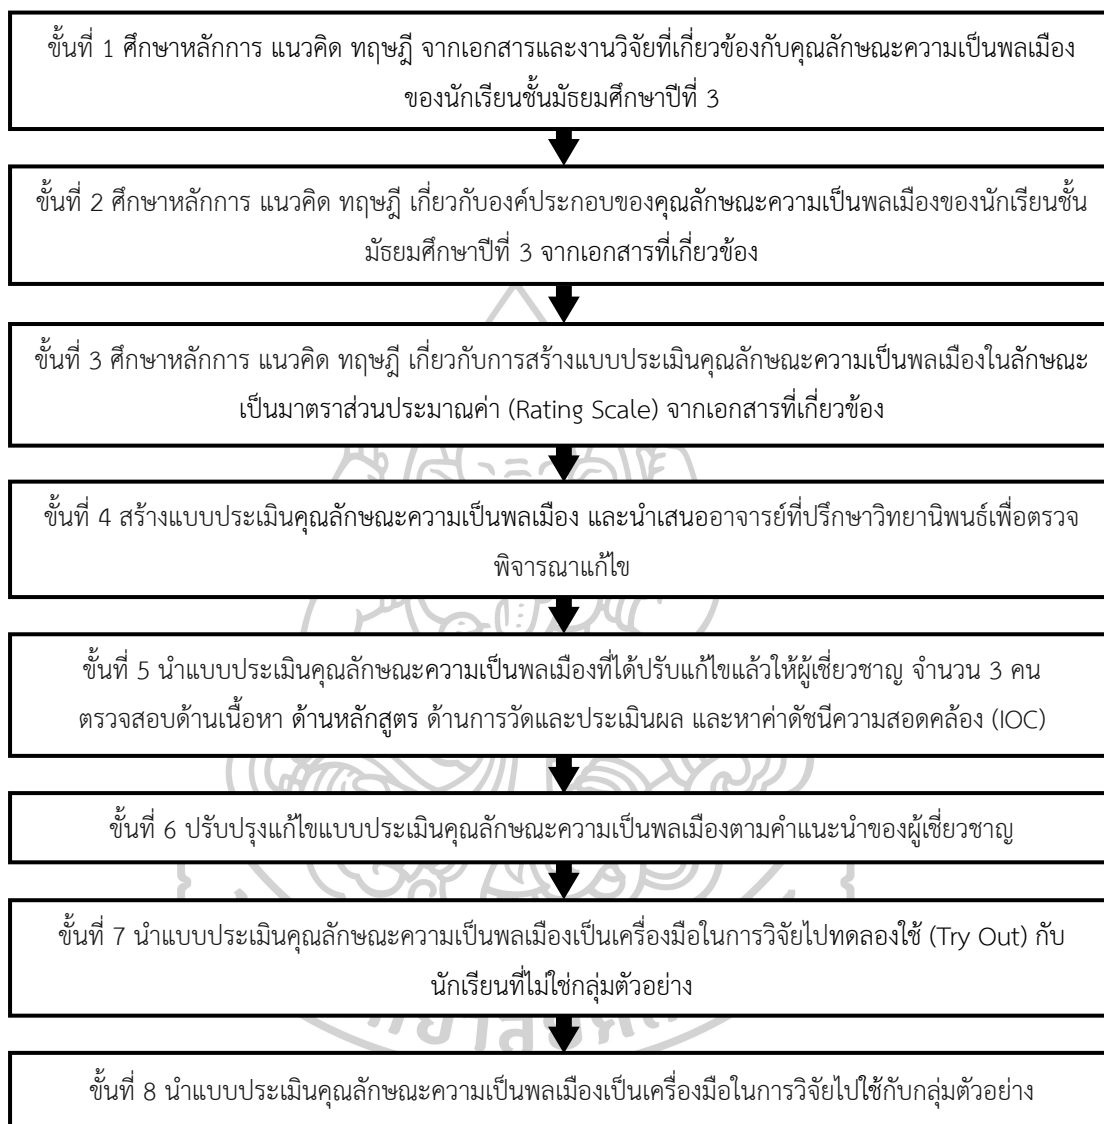 ขั้นที่ 1 ศึกษาหลักการ แนวคิด ทฤษฎี จากเอกสารและงานวิจัยที่เกี่ยวข้องกับคุณลักษณะความเป็นพลเมือง
ของนักเรียนชั้นมัธยมศึกษาปีที่ 3
ขั้นที่ 2 ศึกษาหลักการ แนวคิด ทฤษฎี เกี่ยวกับองค์ประกอบของคุณลักษณะความเป็นพลเมืองของนักเรียนชั้น
มัธยมศึกษาปีที่ 3 จากเอกสารที่เกี่ยวข้อง
ขั้นที่ 3 ศึกษาหลักการ แนวคิด ทฤษฎี เกี่ยวกับการสร้างแบบประเมินคุณลักษณะความเป็นพลเมืองในลักษณะ
เป็นมาตราส่วนประมาณค่า (Rating Scale) จากเอกสารที่เกี่ยวข้อง
ขั้นที่ 4 สร้างแบบประเมินคุณลักษณะความเป็นพลเมือง และนำเสนออาจารย์ที่ปรึกษาวิทยานิพนธ์เพื่อตรวจ
พิจารณาแก้ไข
ขั้นที่ 5 นำแบบประเมินคุณลักษณะความเป็นพลเมืองที่ได้ปรับแก้ไขแล้วให้ผู้เชี่ยวชาญ จำนวน 3 คน
ตรวจสอบด้านเนื้อหา ด้านหลักสูตร ด้านการวัดและประเมินผล และหาค่าดัชนีความสอดคล้อง (IOC)
ขั้นที่ 6 ปรับปรุงแก้ไขแบบประเมินคุณลักษณะความเป็นพลเมืองตามคำแนะนำของผู้เชี่ยวชาญ
ขั้นที่ 7 นำแบบประเมินคุณลักษณะความเป็นพลเมืองเป็นเครื่องมือในการวิจัยไปทดลองใช้ (Try Out) กับ
นักเรียนที่ไม่ใช่กลุ่มตัวอย่าง
ขั้นที่ 8 นำแบบประเมินคุณลักษณะความเป็นพลเมืองเป็นเครื่องมือในการวิจัยไปใช้กับกลุ่มตัวอย่าง